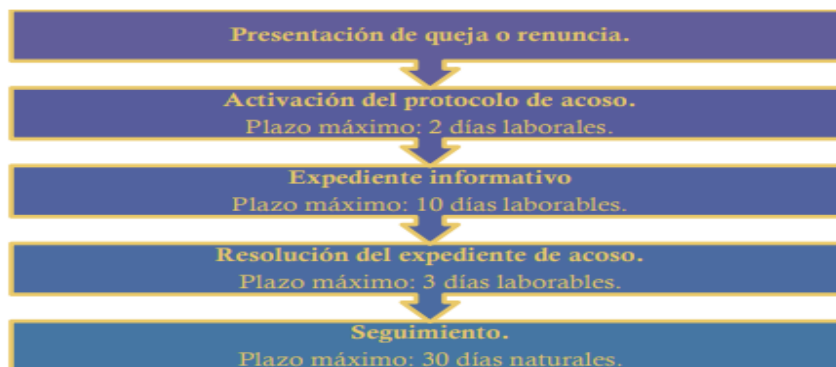 Presentación de queja o renuncia.
Activación del protocolo de acoso.
Plazo máximo: 2 días laborales.
Expediente informativo
Plazo máximo: 10 días laborables.
Resolución del expediente de acoso.
Plazo máximo: 3 días laborables.
Seguimiento.
Plazo máximo: 30 días naturales.